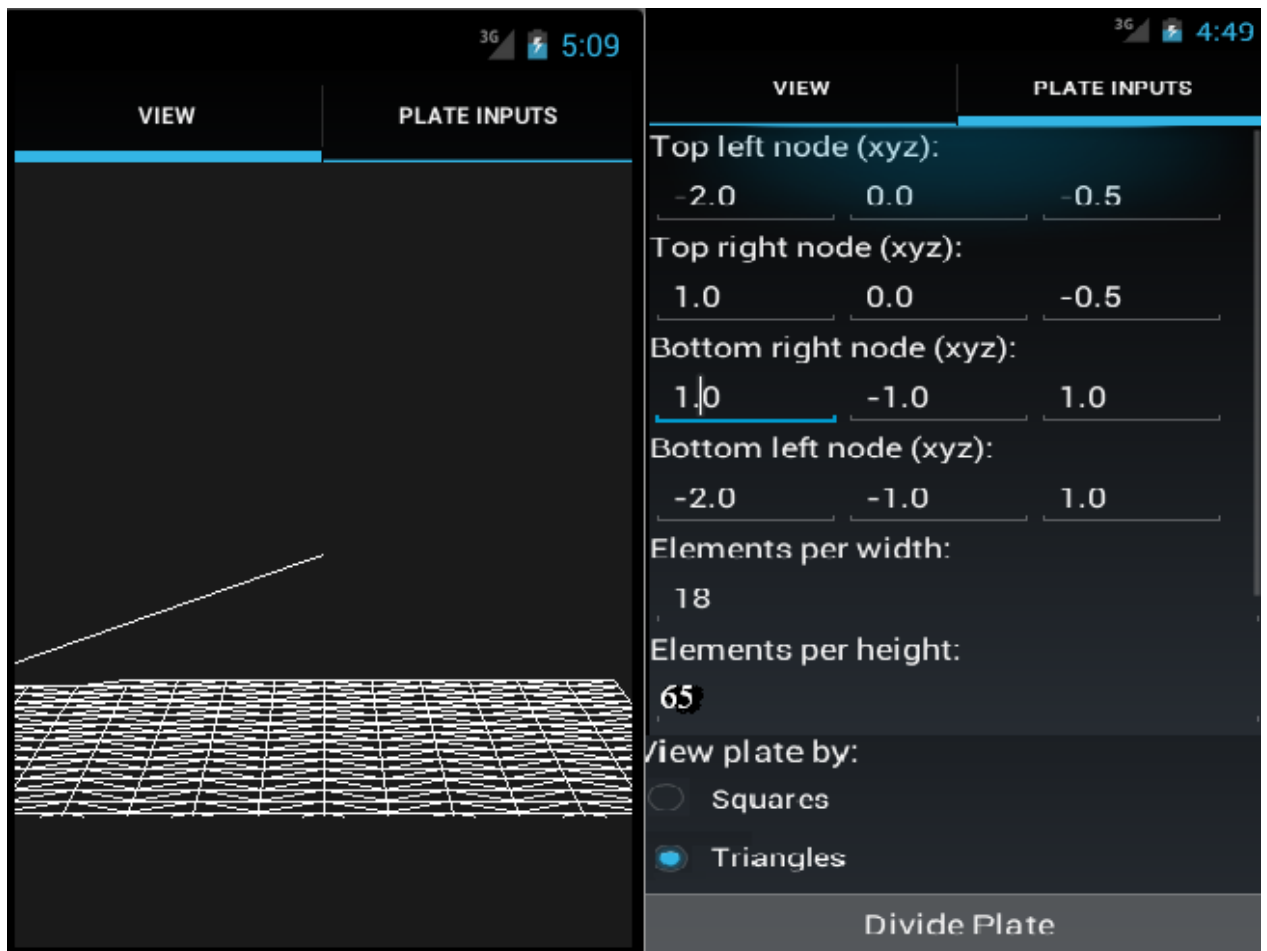 3G 5:09
VIEW PLATE INPUTS
3G 4:49
VIEW PLATE INPUTS
Top left node (xyz):
-2.0 0.0 -0.5
Top right node (xyz):
1.0 0.0 -0.5
Bottom right node (xyz):
1.0 -1.0 1.0
Bottom left node (xyz):
-2.0 -1.0 1.0
Elements per width:
18
Elements per height:
65
View plate by:
Squares
Triangles
Divide Plate